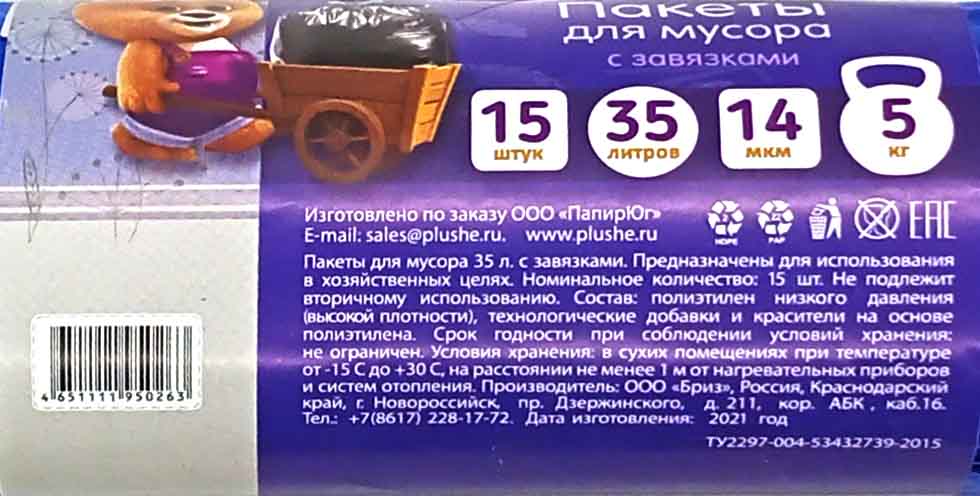 Пакеты
для мусора
с завязками
15 штук
35 литров
14 мкм
5 кг
Изготовлено по заказу ООО «ПапирЮг»
E-mail: sales@plushe.ru. www.plushe.ru
2 HDPE
22 PAP
EAC
Пакеты для мусора 35 л. с завязками. Предназначены для использования
в хозяйственных целях. Номинальное количество: 15 шт. Не подлежит
вторичному использованию. Состав: полиэтилен низкого давления
(высокой плотности), технологические добавки и красители на основе
полиэтилена. Срок годности при соблюдении условий хранения:
не ограничен. Условия хранения: в сухих помещениях при температуре
от -15 С до +30 С, на расстоянии не менее 1 м от нагревательных приборов
и систем отопления. Производитель: ООО «Бриз», Россия, Краснодарский
край, г. Новороссийск, пр. Дзержинского, д. 211, кор. АБК , каб.16.
Тел.: +7(8617) 228-17-72. Дата изготовления: 2021 год
ТУ2297-004-53432739-2015
4 651111 950263